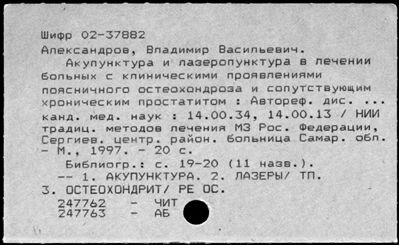 Шифр 02-37882
Александров, Владимир Васильевич.
Акупунктура и лазеропунктура в лечении
больных с клиническими проявлениями
поясничного остеохондроза и сопутствующим
хроническим простатитом : Автореф. дис. ...
канд. мед. наук : 14.00.34, 14.00.13 / НИИ
традиц. методов лечения МЗ Рос. Федерации,
Сергиев. центр. район. больница Самар. обл.
- М., 1997. - 20 с.
Библиогр.: с. 19-20 (11 назв.).
-- 1. АКУПУНКТУРА. 2. ЛАЗЕРЫ/ ТП.
3. ОСТЕОХОНДРИТ/ РЕ ОС.
247762 - ЧИТ
247763 - АБ